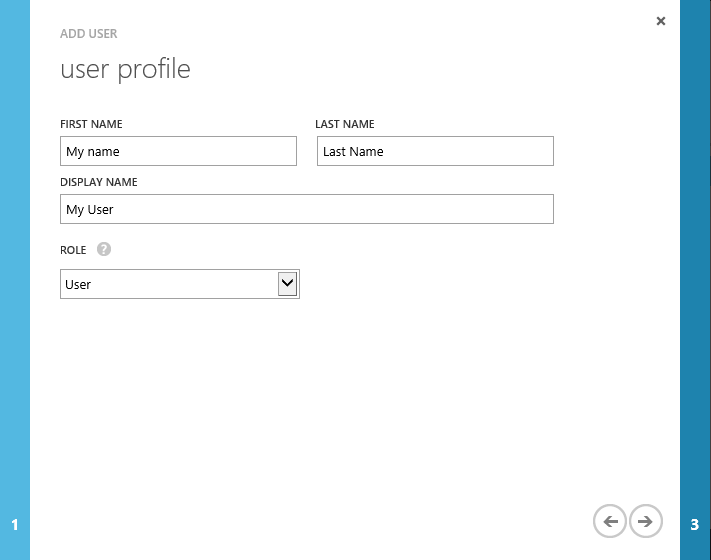 ADD USER
user profile
FIRST NAME LAST NAME
My name Last Name
DISPLAY NAME
My User
ROLE ?
User
1 3